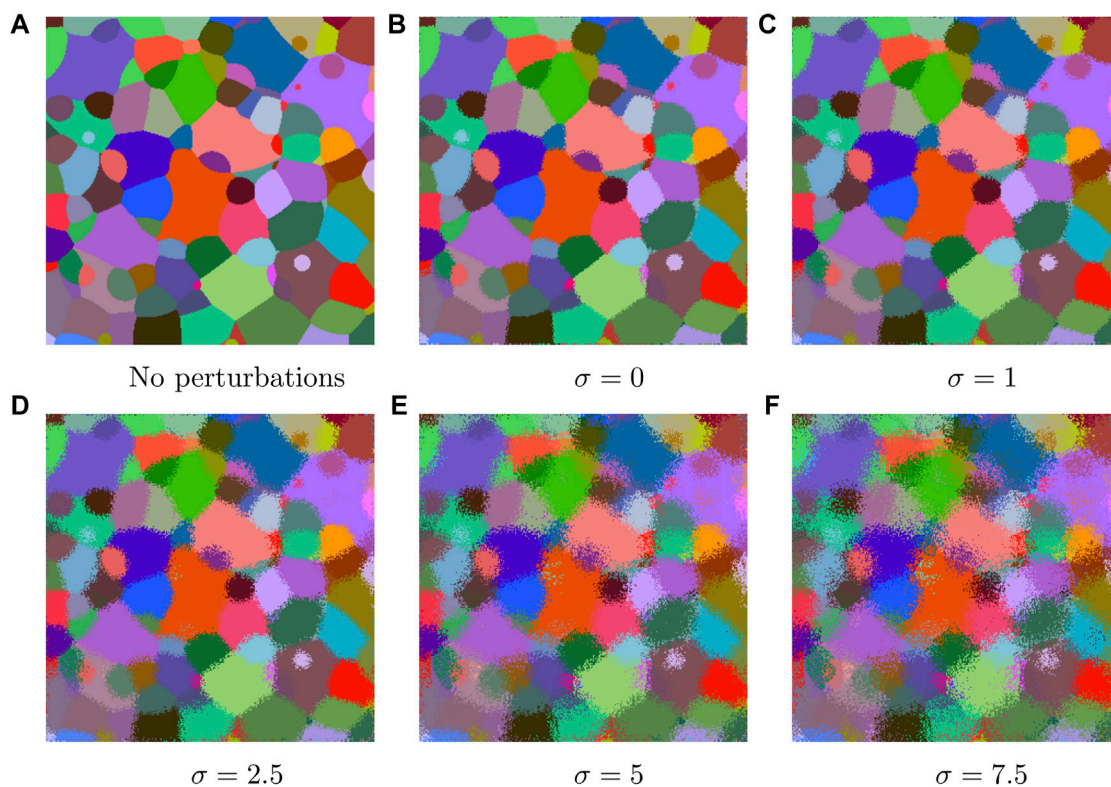 A
B
C
No perturbations
σ = 0
σ = 1
D
E
F
σ = 2.5
σ = 5
σ = 7.5